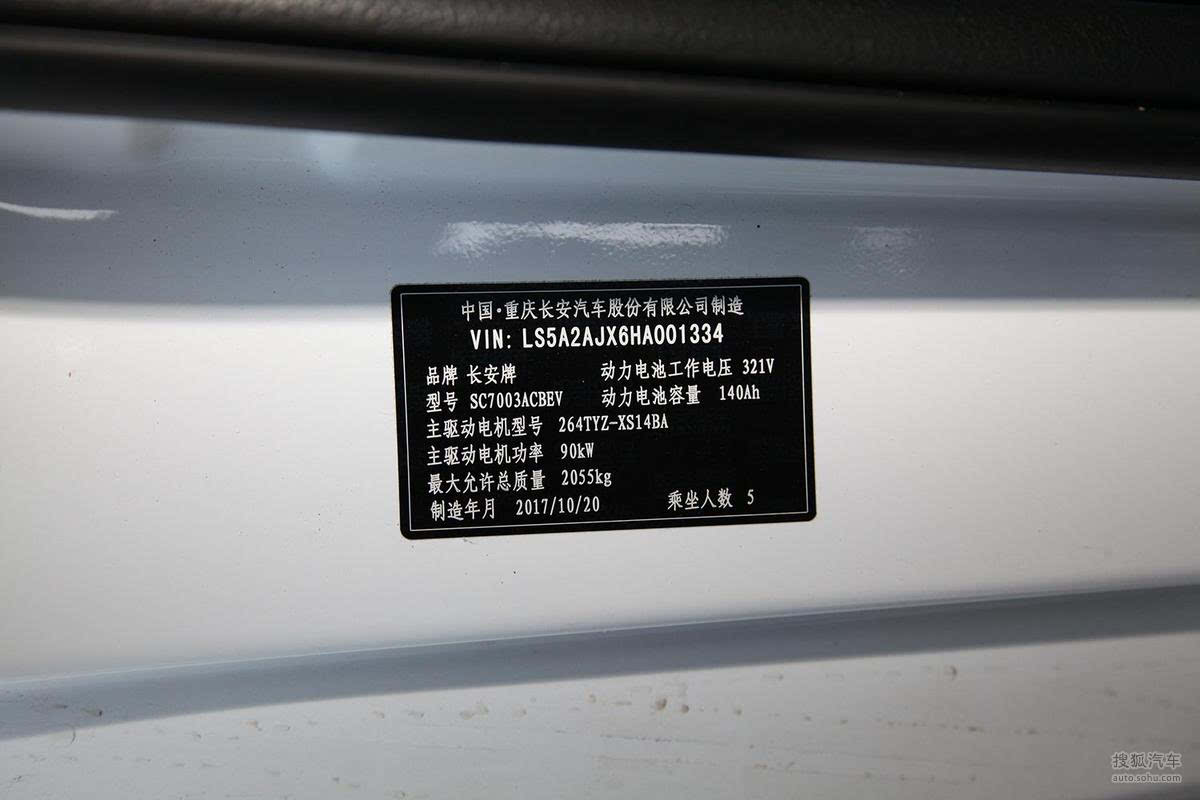 中国·重庆长安汽车股份有限公司制造
VIN: LS5A2AJX6HA001334
品牌 长安牌 动力电池工作电压 321V
型号 SC7003ACBEV 动力电池容量 140Ah
主驱动电机型号 264TYZ-XS14BA
主驱动电机功率 90kW
最大允许总质量 2055kg
制造年月 2017/10/20 乘坐人数 5
搜狐汽车
auto.sohu.com